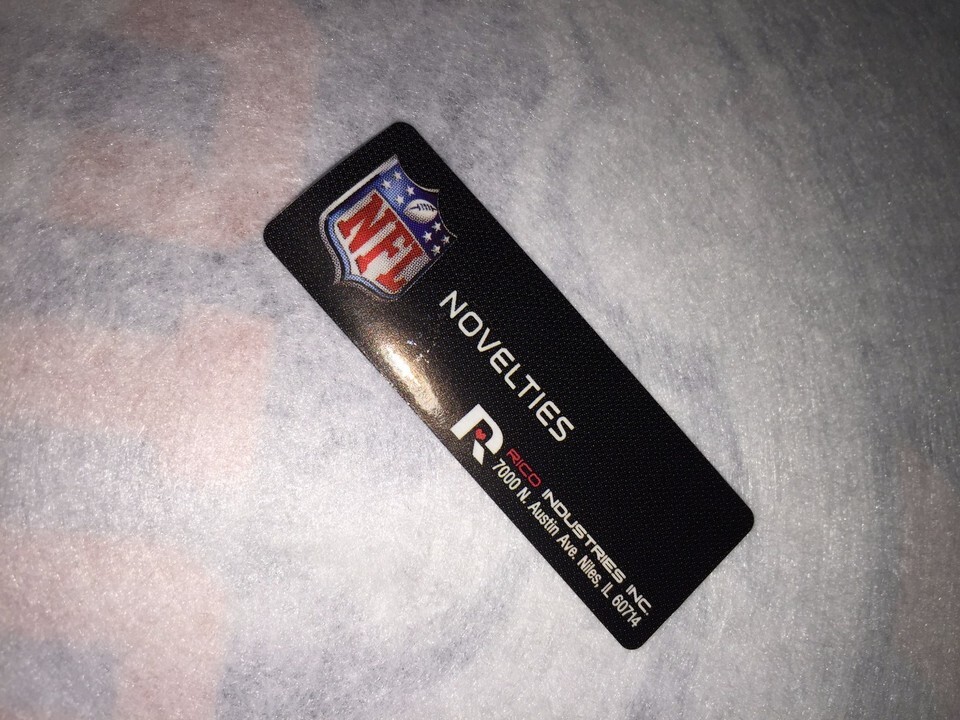 NFL
NOVELTIES
R
RICO INDUSTRIES INC.
7000 N. Austin Ave. Niles, IL 60714